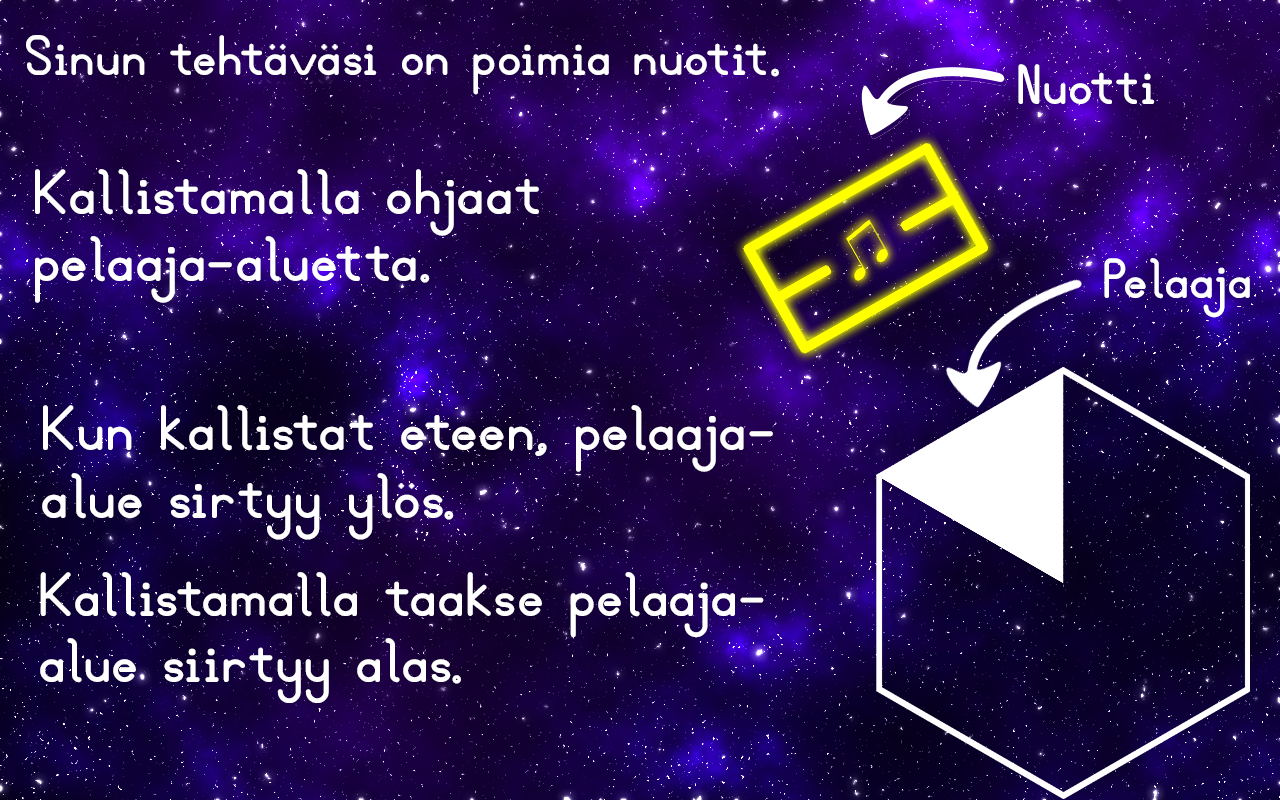 Sinun tehtäväsi on poimia nuotit.
Nuotti
Kallistamalla ohjaat
pelaaja-aluetta.
Pelaaja
Kun kallistat eteen, pelaaja-
alue sirtyy ylös.
Kallistamalla taakse pelaaja-
alue siirtyy alas.